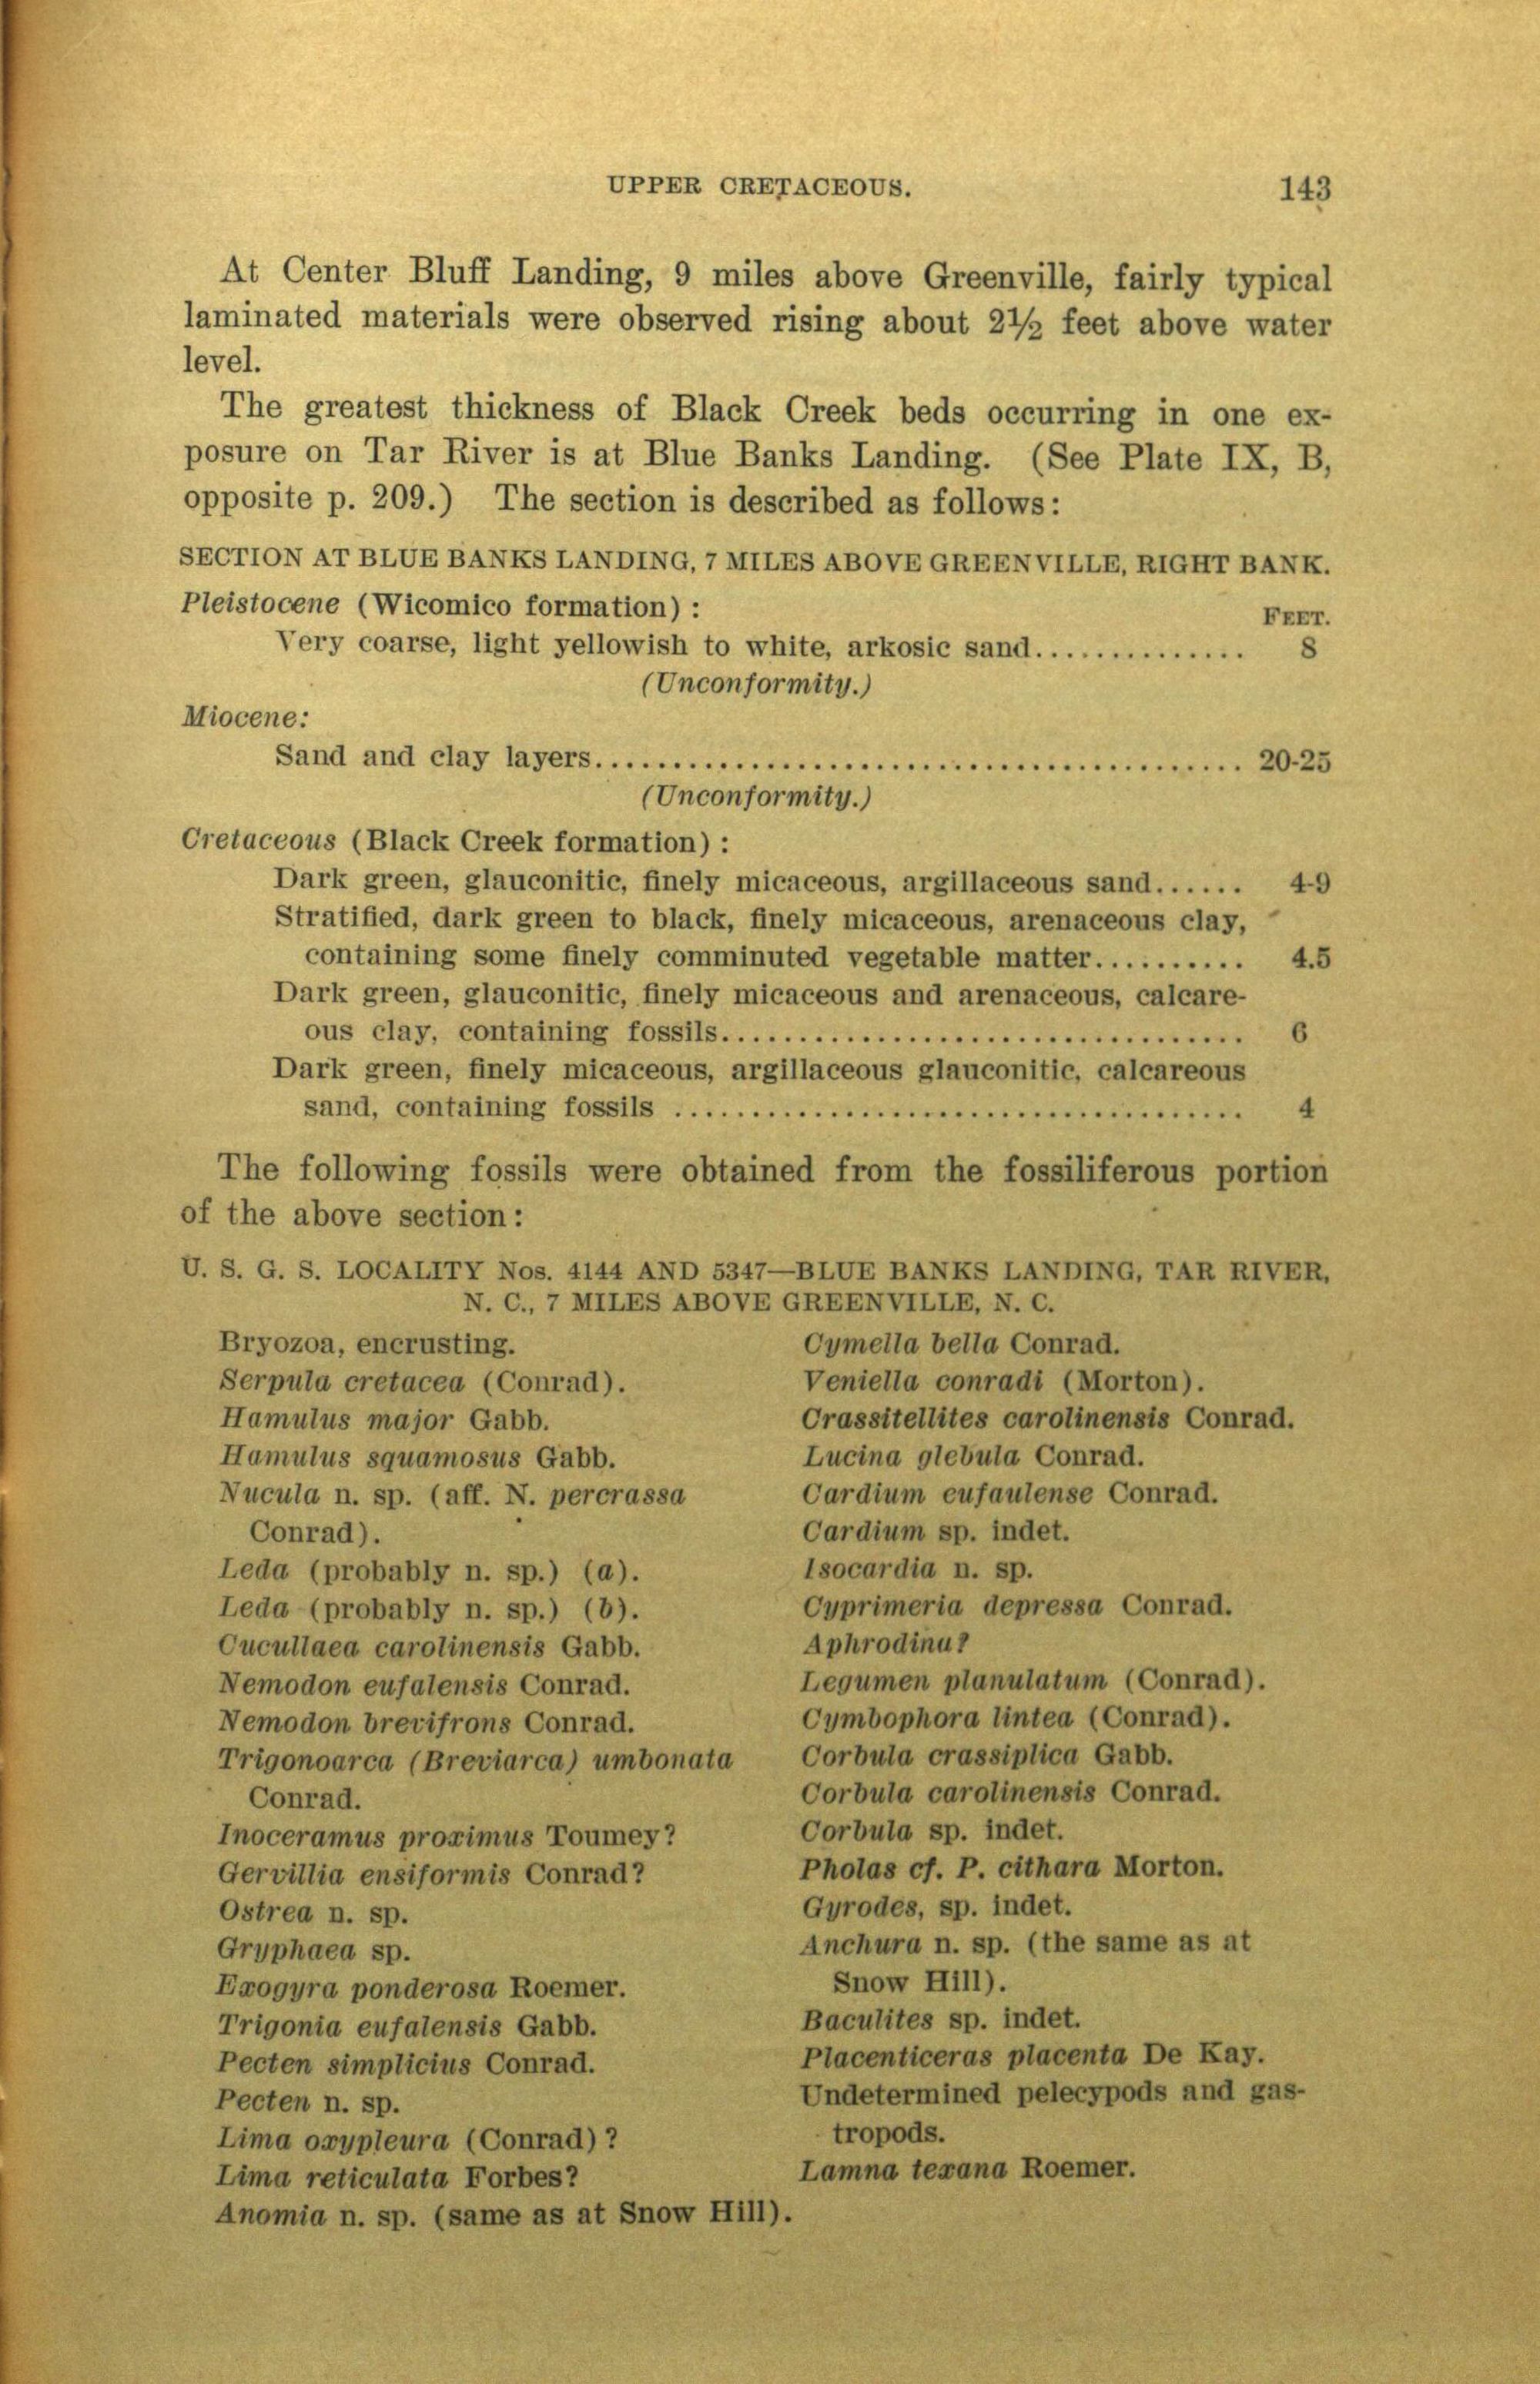 UPPER CRETACEOUS. 143
At Center Bluff Landing, 9 miles above Greenville, fairly typical
laminated materials were observed rising about 2½ feet above water
level.
The greatest thickness of Black Creek beds occurring in one ex-
posure on Tar River is at Blue Banks Landing. (See Plate IX, B,
opposite p. 209.) The section is described as follows:
SECTION AT BLUE BANKS LANDING, 7 MILES ABOVE GREENVILLE, RIGHT BANK.
Pleistocene (Wicomico formation) : FEET.
Very coarse, light yellowish to white, arkosic sand............... 8
(Unconformity.)
Miocene:
Sand and clay layers............................................. 20-25
(Unconformity.)
Cretaceous (Black Creek formation) :
Dark green, glauconitic, finely micaceous, argillaceous sand...... 4-9
Stratified, dark green to black, finely micaceous, arenaceous clay,
containing some finely comminuted vegetable matter.......... 4.5
Dark green, glauconitic, finely micaceous and arenaceous, calcare-
ous clay, containing fossils.................................... 6
Dark green, finely micaceous, argillaceous glauconitic, calcareous
sand, containing fossils ...................................... 4
The following fossils were obtained from the fossiliferous portion
of the above section:
U. S. G. S. LOCALITY Nos. 4144 AND 5347—BLUE BANKS LANDING, TAR RIVER,
N. C., 7 MILES ABOVE GREENVILLE, N. C.
Bryozoa, encrusting.
Serpula cretacea (Conrad).
Hamulus major Gabb.
Hamulus squamosus Gabb.
Nucula n. sp. (aff. N. percrassa
Conrad).
Leda (probably n. sp.) (a).
Leda (probably n. sp.) (b).
Cucullaea carolinensis Gabb.
Nemodon eufalensis Conrad.
Nemodon brevifrons Conrad.
Trigonoarca (Breviarca) umbonata
Conrad.
Inoceramus proximus Toumey?
Gervillia ensiformis Conrad?
Ostrea n. sp.
Gryphaea sp.
Exogyra ponderosa Roemer.
Trigonia eufalensis Gabb.
Pecten simplicius Conrad.
Pecten n. sp.
Lima oxypleura (Conrad) ?
Lima reticulata Forbes?
Anomia n. sp. (same as at Snow Hill).
Cymella bella Conrad.
Veniella conradi (Morton).
Crassitellites carolinensis Conrad.
Lucina glebula Conrad.
Cardium eufaulense Conrad.
Cardium sp. indet.
Isocardia n. sp.
Cyprimeria depressa Conrad.
Aphrodina?
Legumen planulatum (Conrad).
Cymbophora lintea (Conrad).
Corbula crassiplica Gabb.
Corbula carolinensis Conrad.
Corbula sp. indet.
Pholas cf. P. cithara Morton.
Gyrodes, sp. indet.
Anchura n. sp. (the same as at
Snow Hill).
Baculites sp. indet.
Placenticeras placenta De Kay.
Undetermined pelecypods and gas-
tropods.
Lamna texana Roemer.